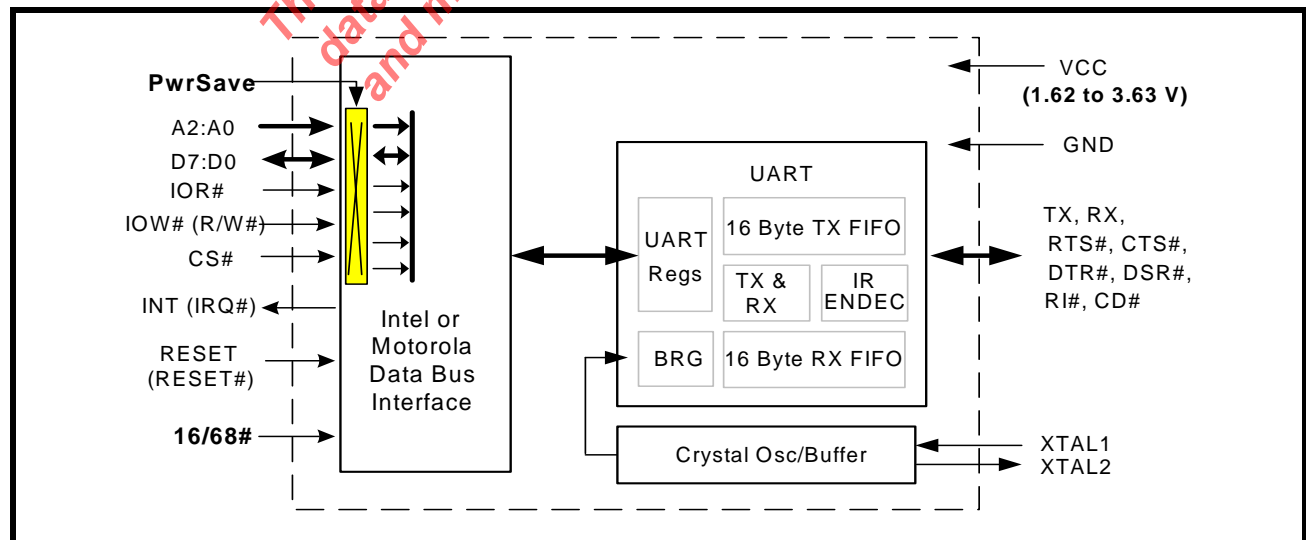 Th
data
and m
PwrSave
A2:A0
D7:D0
IOR#
IOW# (R/W#)
CS#
INT (IRQ#)
RESET
(RESET#)
16/68#
Intel or
Motorola
Data Bus
Interface
UART
UART
Regs
16 Byte TX FIFO
TX &
RX
IR
ENDEC
BRG
16 Byte RX FIFO
Crystal Osc/Buffer
VCC
(1.62 to 3.63 V)
GND
TX, RX,
RTS#, CTS#,
DTR#, DSR#,
RI#, CD#
XTAL1
XTAL2